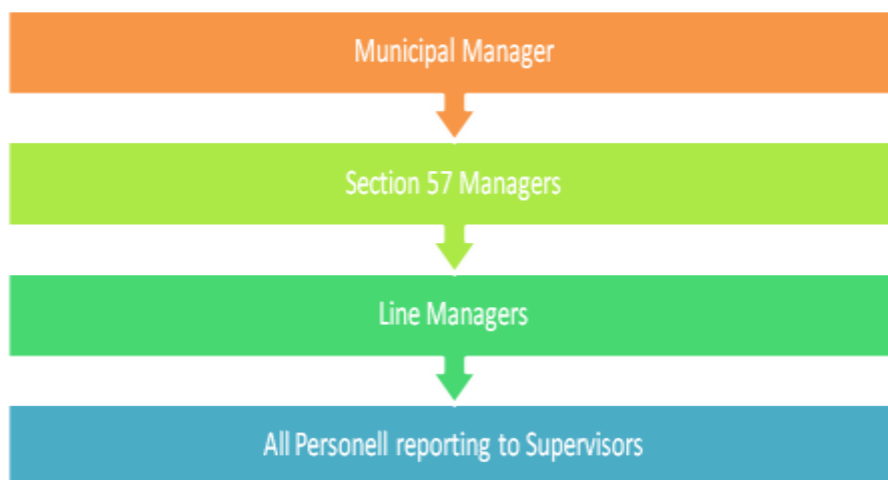 Municipal Manager
Section 57 Managers
Line Managers
All Personell reporting to Supervisors